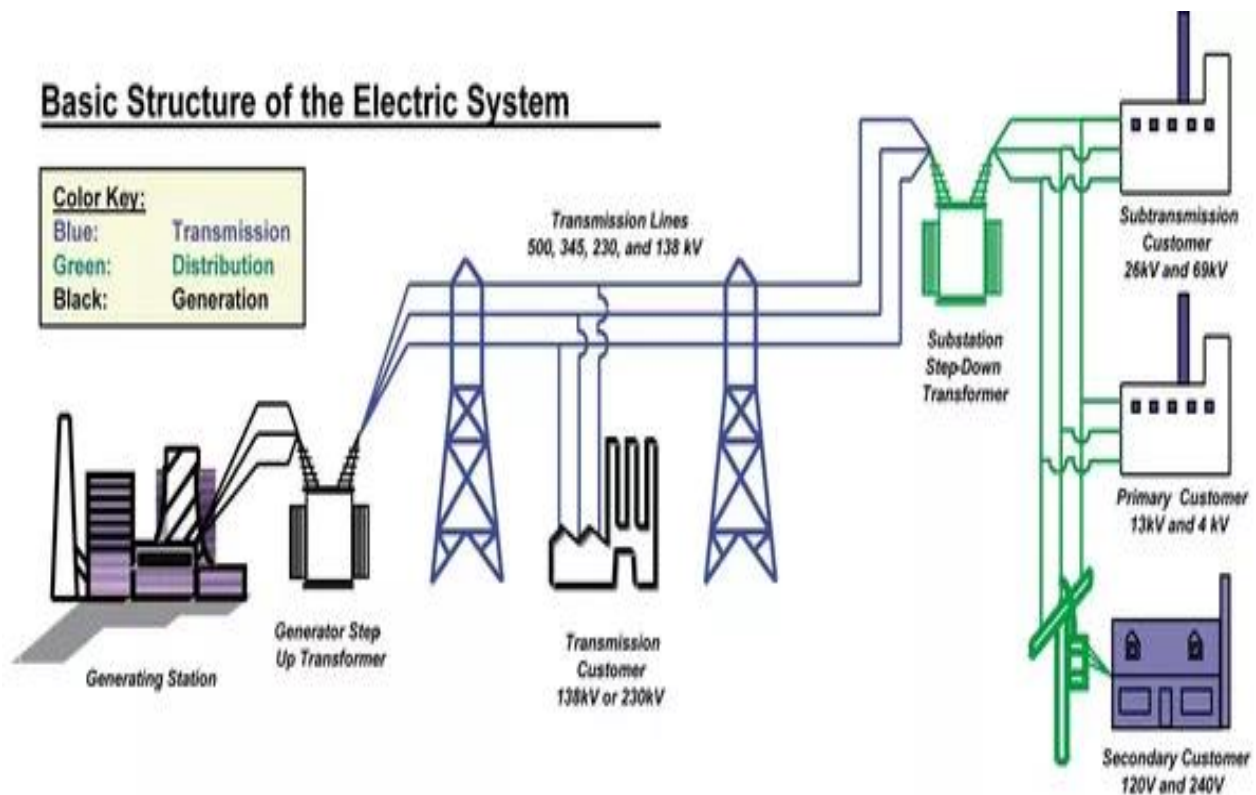 Basic Structure of the Electric System
Color Key:
Blue: Transmission
Green: Distribution
Black: Generation
Transmission Lines
500, 345, 230, and 138 kV
Subtransmission
Customer
26kV and 69kV
Substation
Step-Down
Transformer
Primary Customer
13kV and 4 kV
Generating Station
Generator Step
Up Transformer
Transmission
Customer
138kV or 230kV
Secondary Customer
120V and 240V